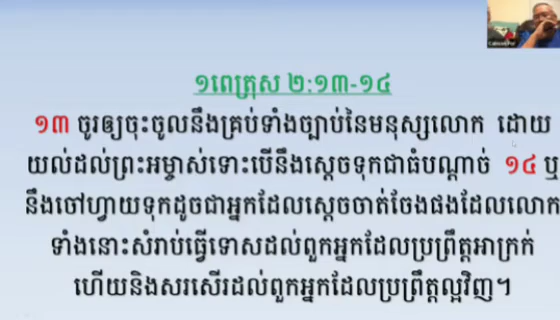 ១ពេត្រុស ២:១៣-១៤
១៣ ចូរឲ្យចុះចូលនឹងគ្រប់ទាំងច្បាប់នៃមនុស្សលោក ដោយ
យល់ដល់ព្រះអម្ចាស់ទោះបើនឹងស្ដេចទុកជាធំបណ្ដាច់ ១៤ ឬ
នឹងចៅហ្វាយទុកដូចជាអ្នកដែលស្ដេចចាត់ចែងផងដែលលោក
ទាំងនោះសំរាប់ធ្វើទោសដល់ពួកអ្នកដែលប្រព្រឹត្តអាក្រក់
ហើយនិងសរសើរដល់ពួកអ្នកដែលប្រព្រឹត្តល្អវិញ។